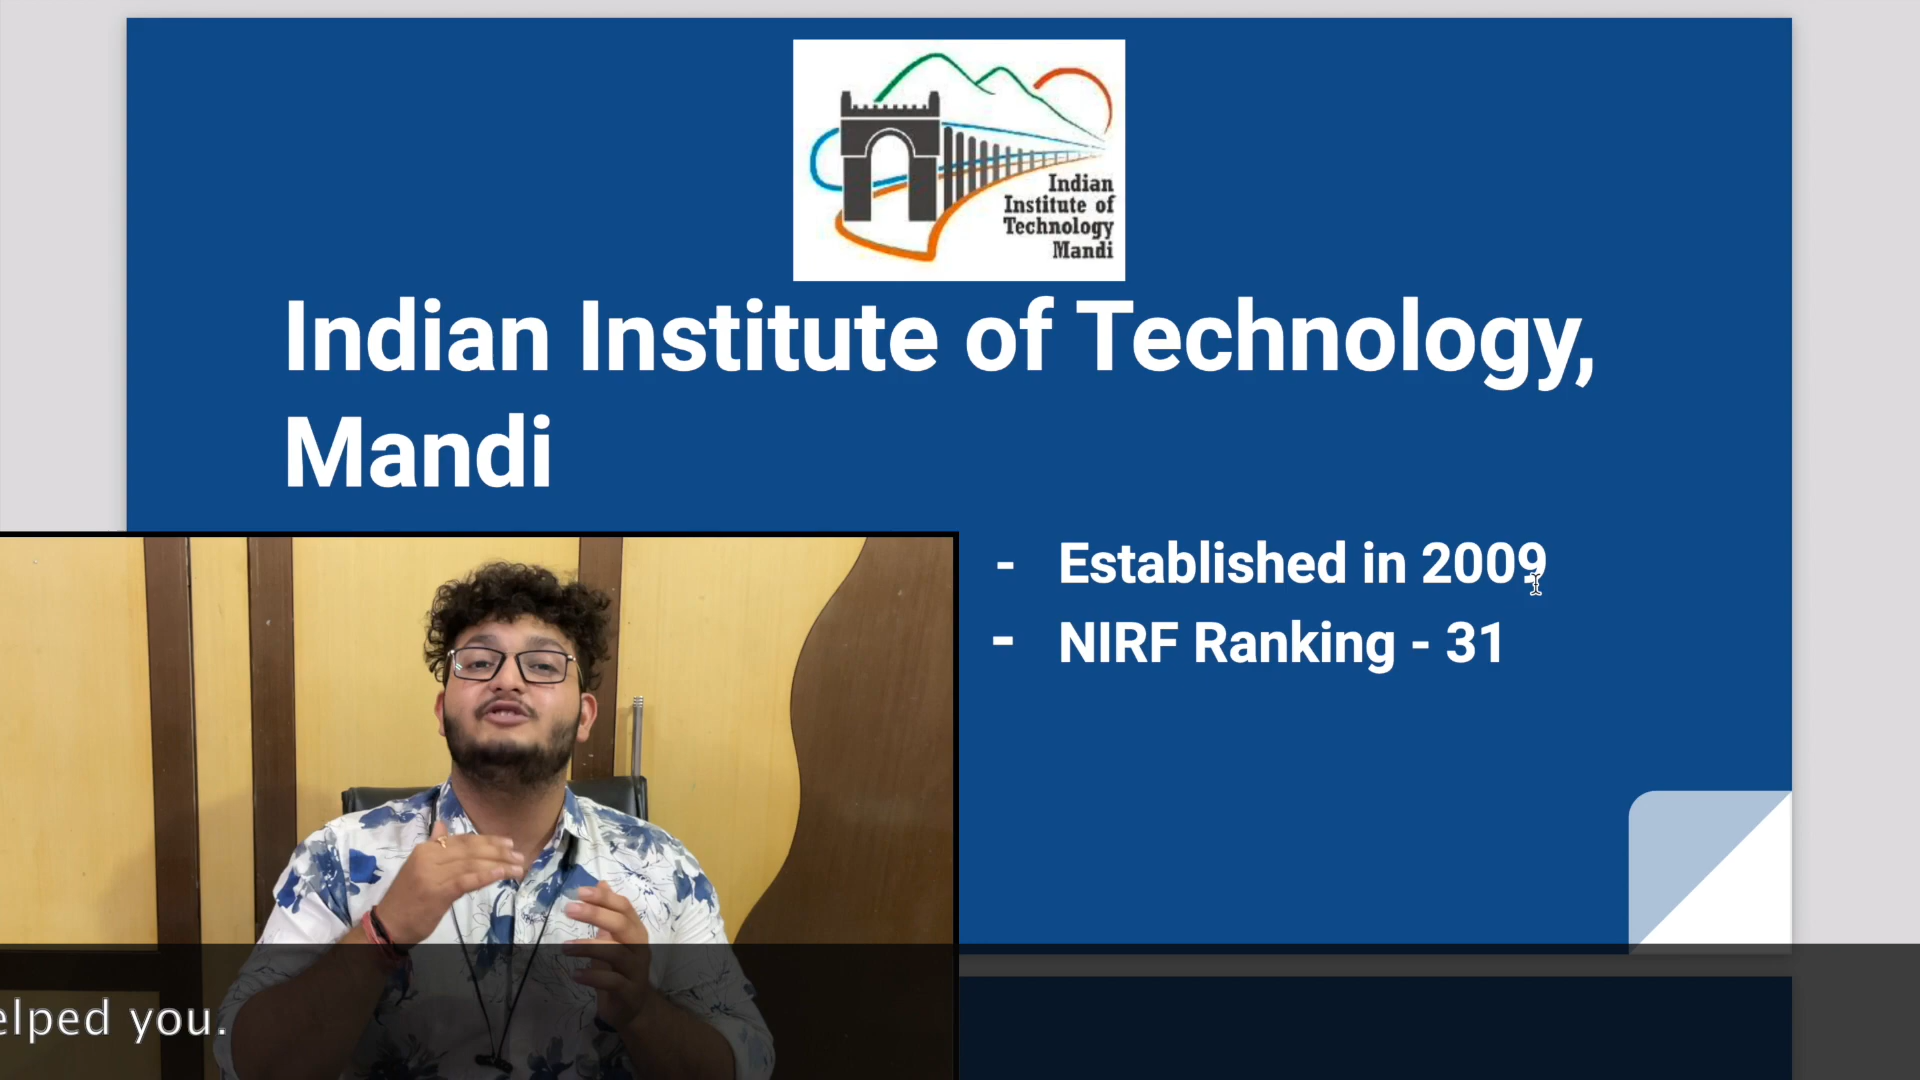 Indian
Institute of
Technology
Mandi
Indian Institute of Technology,
Mandi
- Established in 2009
- NIRF Ranking - 31
elped you.